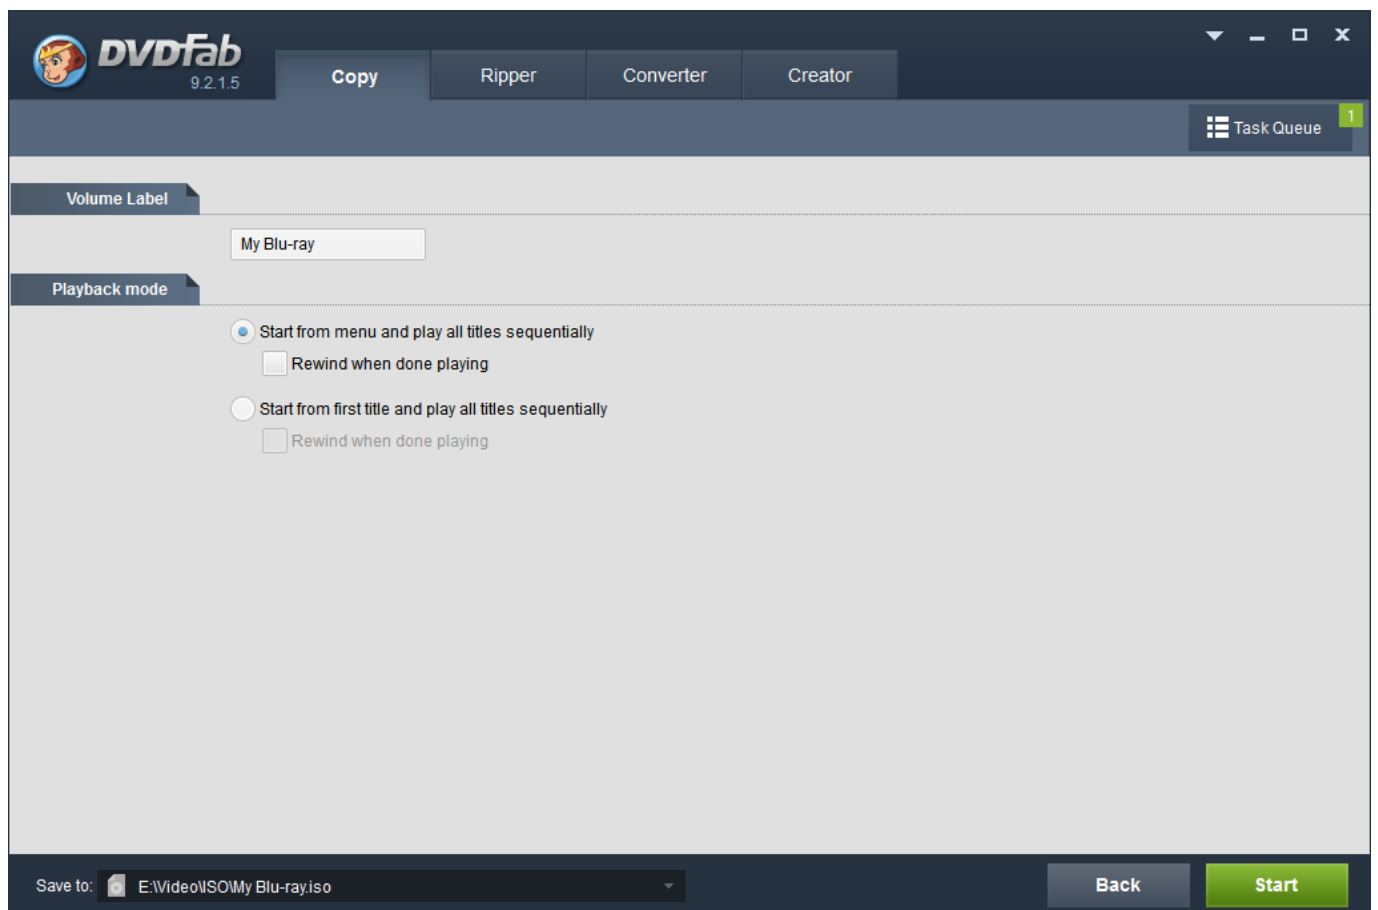 DVDFab
9.2.1.5
Copy
Ripper
Converter
Creator
Task Queue
1
Volume Label
My Blu-ray
Playback mode
Start from menu and play all titles sequentially
Rewind when done playing
Start from first title and play all titles sequentially
Rewind when done playing
Save to:
E:\Video\ISO\My Blu-ray.iso
Back
Start